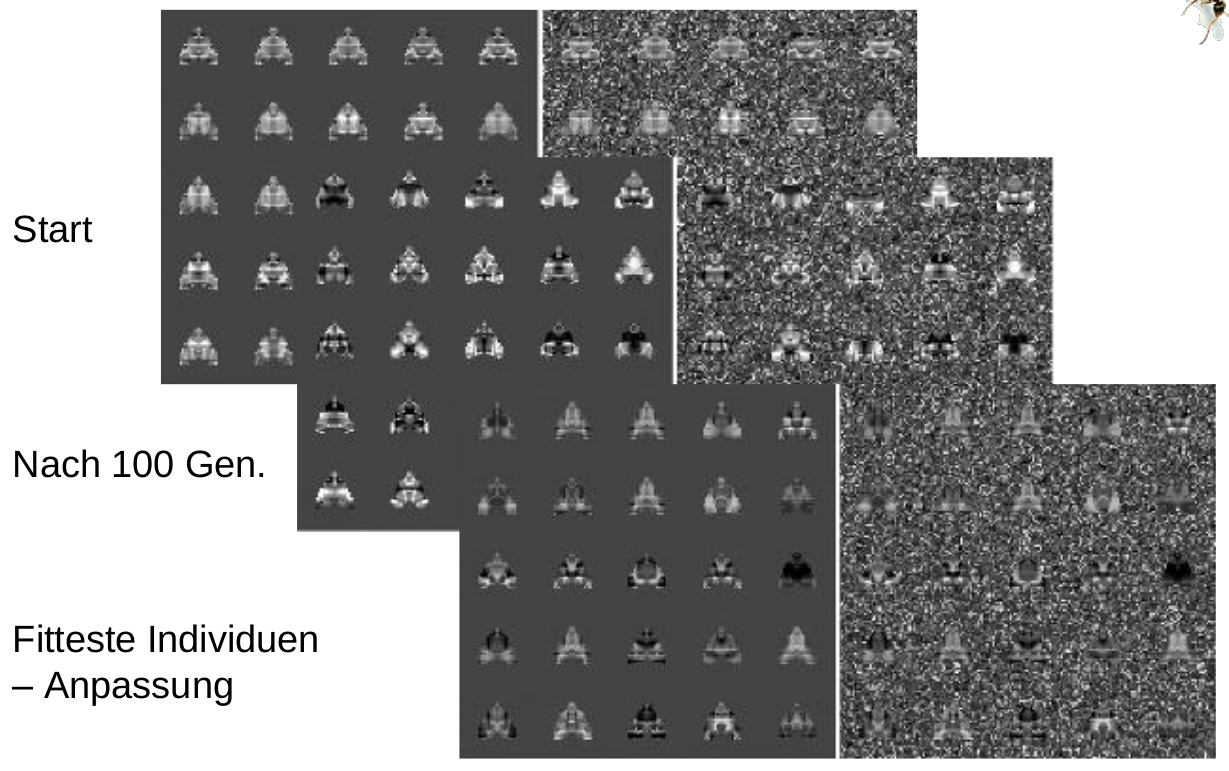 Start
Nach 100 Gen.
Fitteste Individuen
– Anpassung